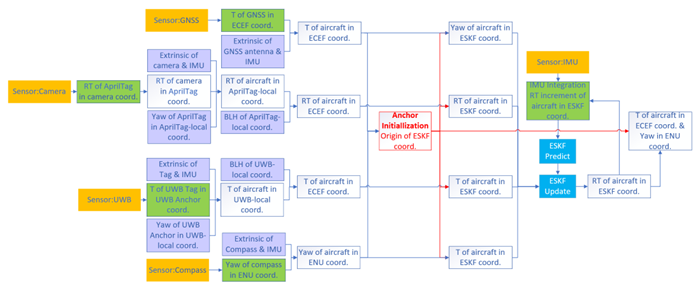 Sensor:GNSS
T of GNSS in
ECEF coord.
T of aircraft in
ECEF coord.
Yaw of aircraft in
ESKF coord.
Extrinsic of
camera & IMU
Extrinsic of
GNSS antenna &
IMU
Sensor:IMU
Sensor:Camera
RT of AprilTag
in camera coord.
RT of camera
in AprilTag
coord.
RT of aircraft in
AprilTag-local
coord.
RT of aircraft in
ECEF coord.
RT of aircraft in
ESKF coord.
IMU Integration
RT increment of
aircraft in ESKF
coord.
Yaw of AprilTag
in AprilTag-local
coord.
BLH of AprilTag-
local coord.
Anchor
Initiallization
Origin of ESKF
coord.
T of aircraft in
ECEF coord. &
Yaw in ENU
coord.
ESKF
Predict
Extrinsic of
Tag & IMU
BLH of UWB-
local coord.
Sensor:UWB
T of UWB Tag in
UWB Anchor
coord.
T of aircraft in
UWB-local
coord.
T of aircraft in
ECEF coord.
T of aircraft in
ESKF coord.
ESKF
Update
RT of aircraft in
ESKF coord.
Yaw of UWB
Anchor in UWB-
local coord.
Extrinsic of
Compass & IMU
Yaw of aircraft in
ENU coord.
T of aircraft in
ESKF coord.
Sensor:Compass
Yaw of compass
in ENU coord.